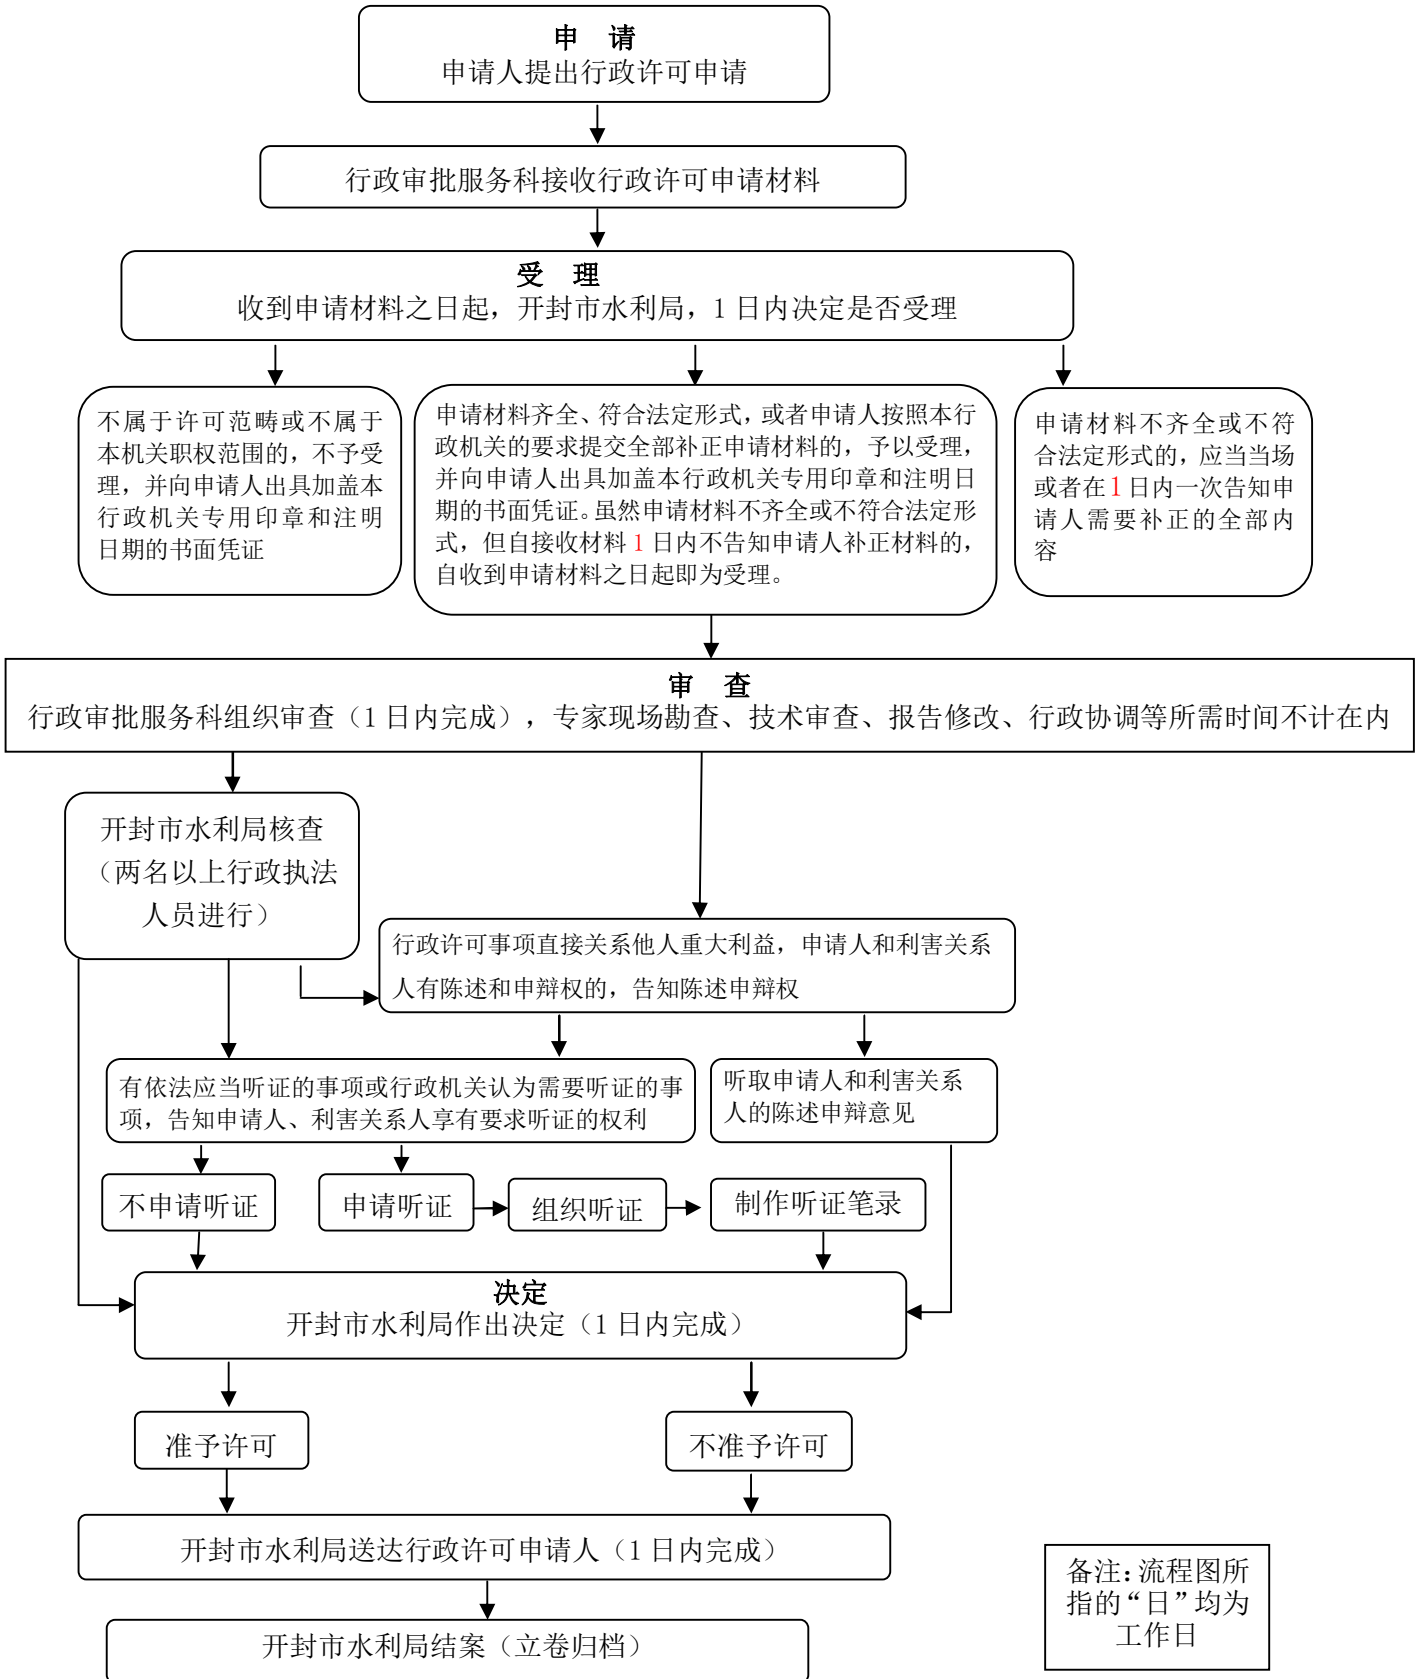 申 请
申请人提出行政许可申请
行政审批服务科接收行政许可申请材料
受 理
收到申请材料之日起，开封市水利局，1 日内决定是否受理
不属于许可范畴或不属于
本机关职权范围的，不予受
理，并向申请人出具加盖本
行政机关专用印章和注明
日期的书面凭证
申请材料齐全、符合法定形式，或者申请人按照本行
政机关的要求提交全部补正申请材料的，予以受理，
并向申请人出具加盖本行政机关专用印章和注明日
期的书面凭证。虽然申请材料不齐全或不符合法定形
式，但自接收材料 1 日内不告知申请人补正材料的，
自收到申请材料之日起即为受理。
申请材料不齐全或不符
合法定形式的，应当当场
或者在1日内一次告知申
请人需要补正的全部内
容
审 查
行政审批服务科组织审查（1 日内完成），专家现场勘查、技术审查、报告修改、行政协调等所需时间不计在内
开封市水利局核查
（两名以上行政执法
人员进行）
行政许可事项直接关系他人重大利益，申请人和利害关系
人有陈述和申辩权的，告知陈述申辩权
有依法应当听证的事项或行政机关认为需要听证的事
项，告知申请人、利害关系人享有要求听证的权利
听取申请人和利害关系
人的陈述申辩意见
不申请听证
申请听证
组织听证
制作听证笔录
决定
开封市水利局作出决定（1 日内完成）
准予许可
不准予许可
开封市水利局送达行政许可申请人（1 日内完成）
开封市水利局结案（立卷归档）
备注：流程图所
指的“日”均为
工作日